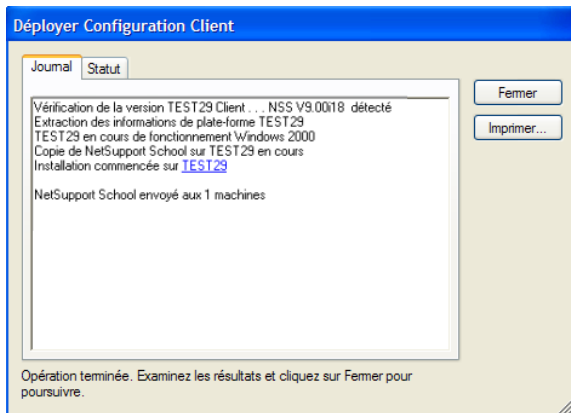 Déployer Configuration Client
Journal
Statut
Vérification de la version TEST29 Client . . . NSS V9.00i18 détecté
Extraction des informations de plate-forme TEST29
TEST29 en cours de fonctionnement Windows 2000
Copie de NetSupport School sur TEST29 en cours
Installation commencée sur TEST29
NetSupport School envoyé aux 1 machines
Fermer
Imprimer...
Opération terminée. Examinez les résultats et cliquez sur Fermer pour
poursuivre.